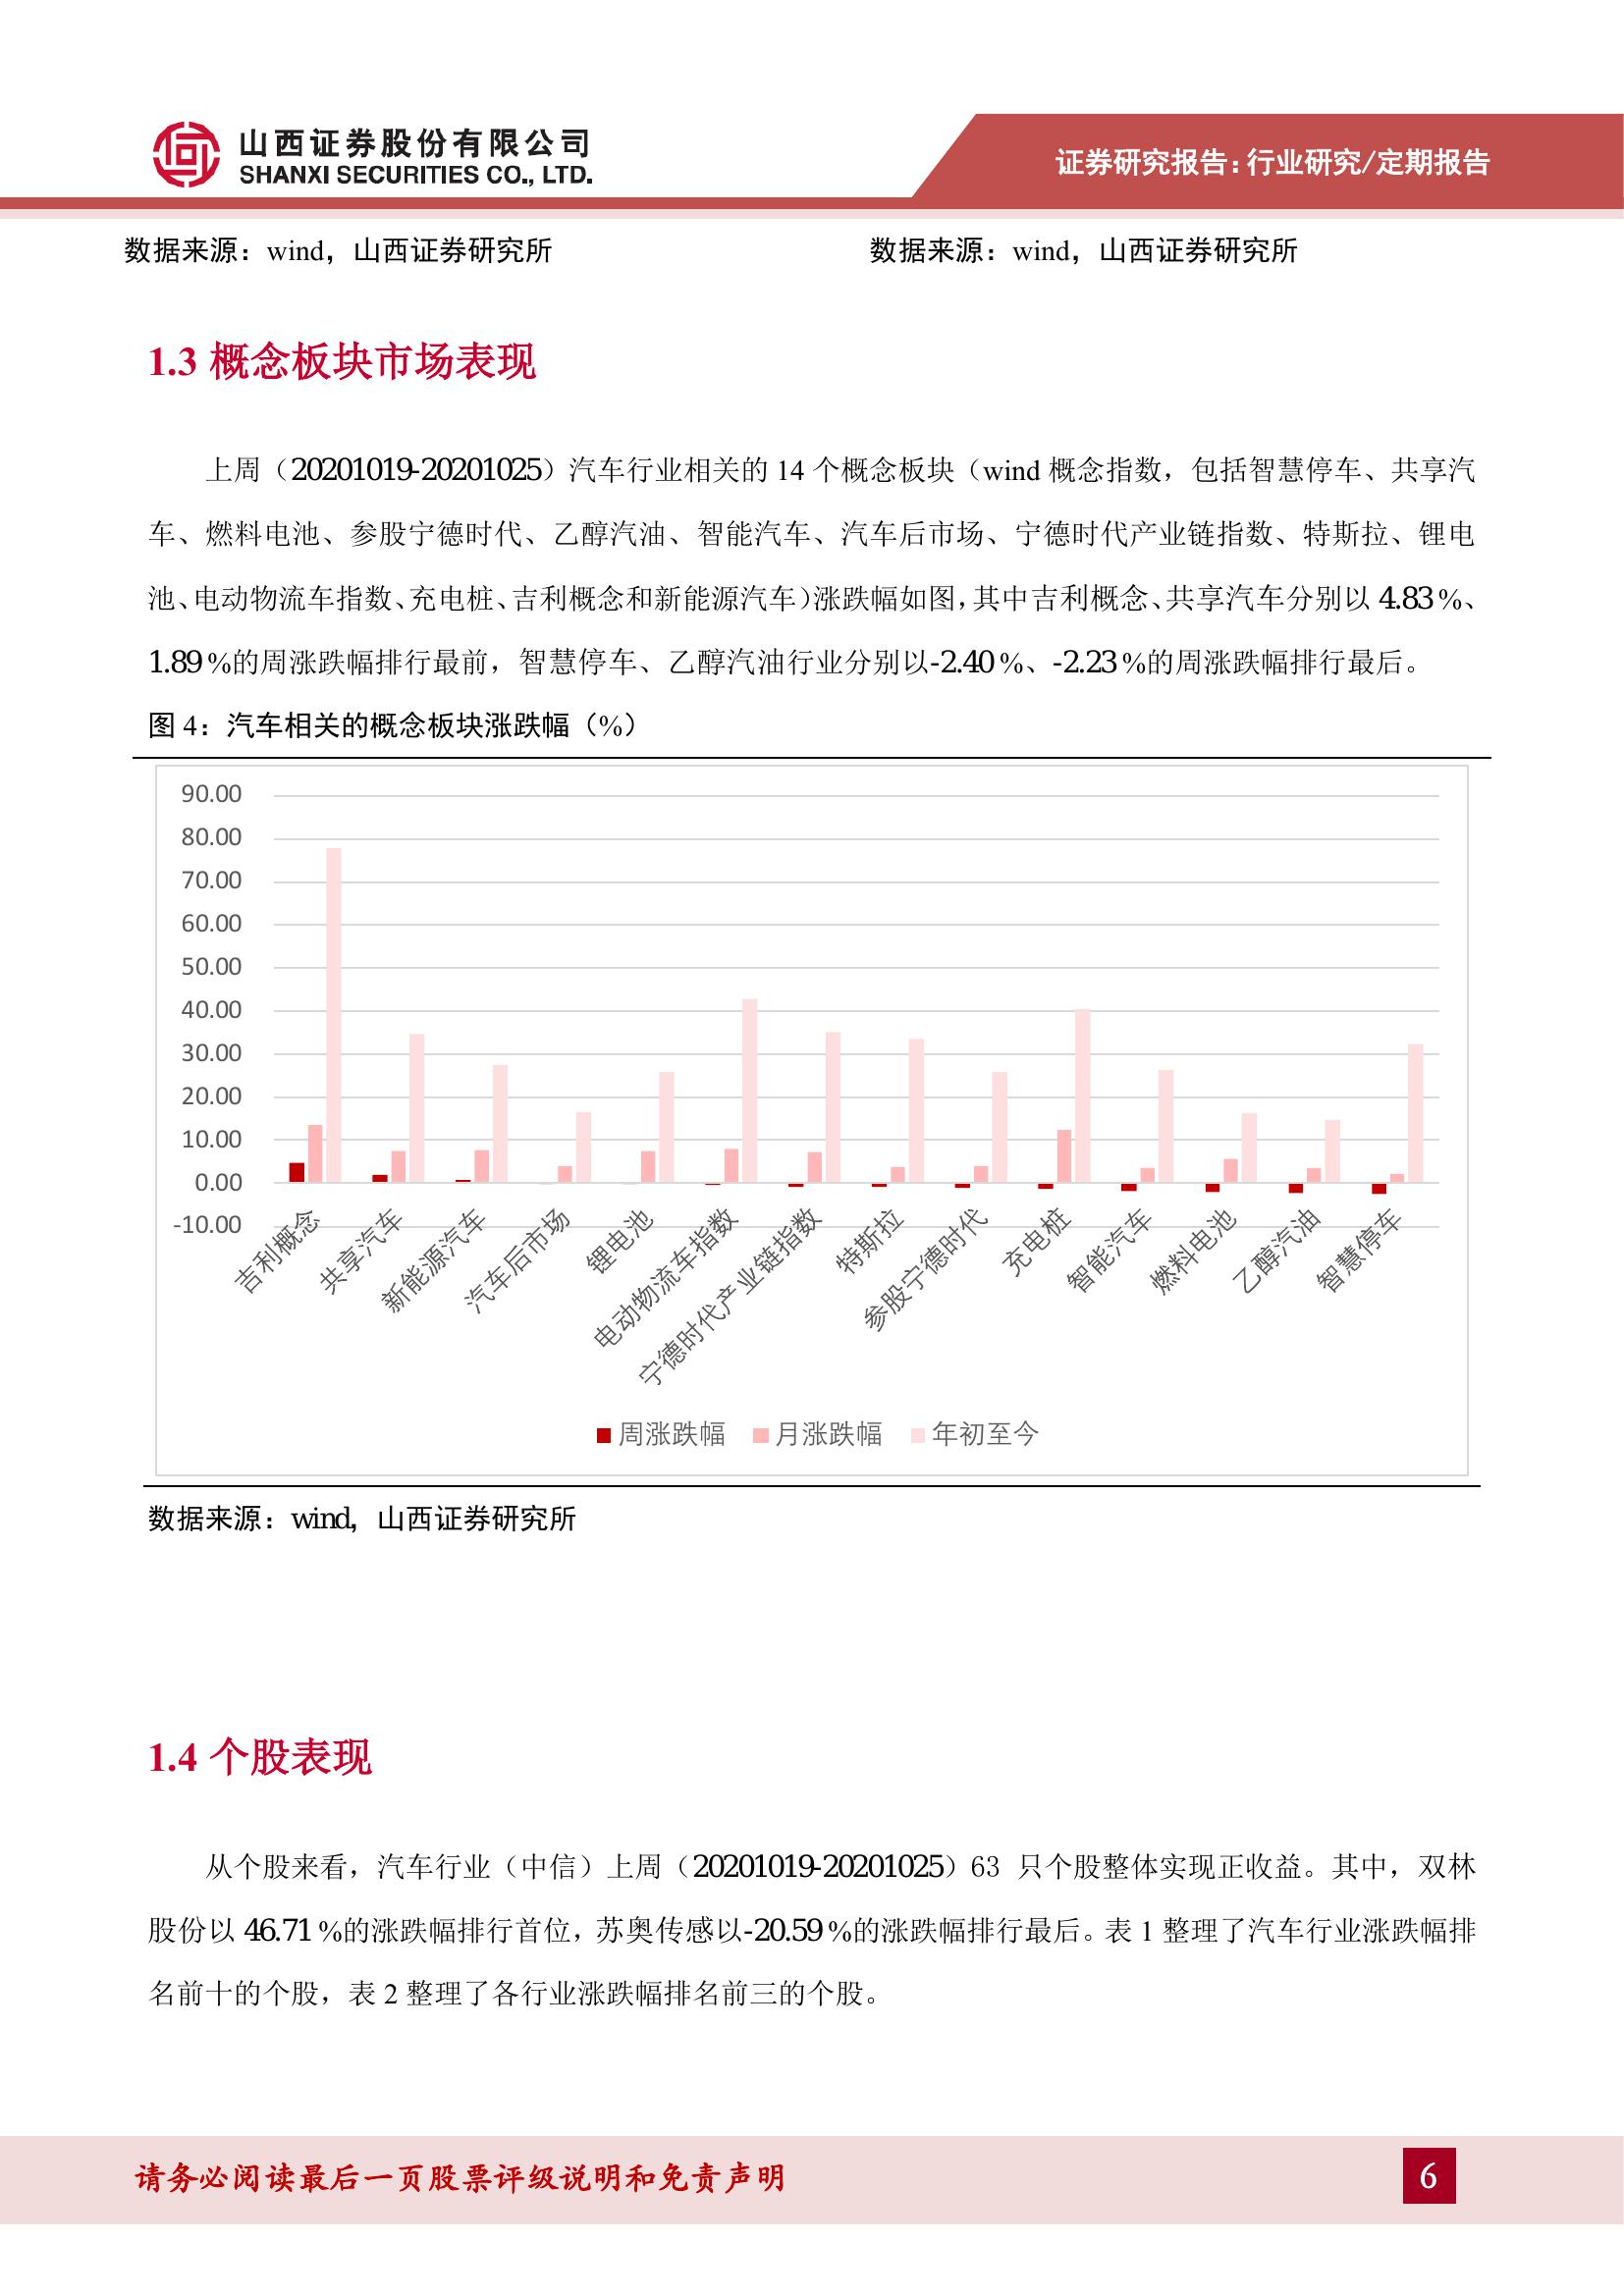 山西证券股份有限公司
SHANXI SECURITIES CO., LTD.
证券研究报告：行业研究/定期报告
数据来源：wind，山西证券研究所
数据来源：wind，山西证券研究所
1.3 概念板块市场表现
上周（20201019-20201025）汽车行业相关的 14 个概念板块（wind 概念指数，包括智慧停车、共享汽
车、燃料电池、参股宁德时代、乙醇汽油、智能汽车、汽车后市场、宁德时代产业链指数、特斯拉、锂电
池、电动物流车指数、充电桩、吉利概念和新能源汽车）涨跌幅如图，其中吉利概念、共享汽车分别以 4.83 %、
1.89 %的周涨跌幅排行最前，智慧停车、乙醇汽油行业分别以-2.40 %、-2.23 %的周涨跌幅排行最后。
图 4：汽车相关的概念板块涨跌幅（%）
90.00
80.00
70.00
60.00
50.00
40.00
30.00
20.00
10.00
0.00
-10.00
吉利概念
共享汽车
新能源汽车
汽车后市场
锂电池
电动物流车指数
宁德时代产业链指数
特斯拉
参股宁德时代
充电桩
智能汽车
燃料电池
乙醇汽油
智慧停车
周涨跌幅 月涨跌幅 年初至今
数据来源：wind，山西证券研究所
1.4 个股表现
从个股来看，汽车行业（中信）上周（20201019-20201025）63 只个股整体实现正收益。其中，双林
股份以 46.71 %的涨跌幅排行首位，苏奥传感以-20.59 %的涨跌幅排行最后。表 1 整理了汽车行业涨跌幅排
名前十的个股，表 2 整理了各行业涨跌幅排名前三的个股。
请务必阅读最后一页股票评级说明和免责声明
6